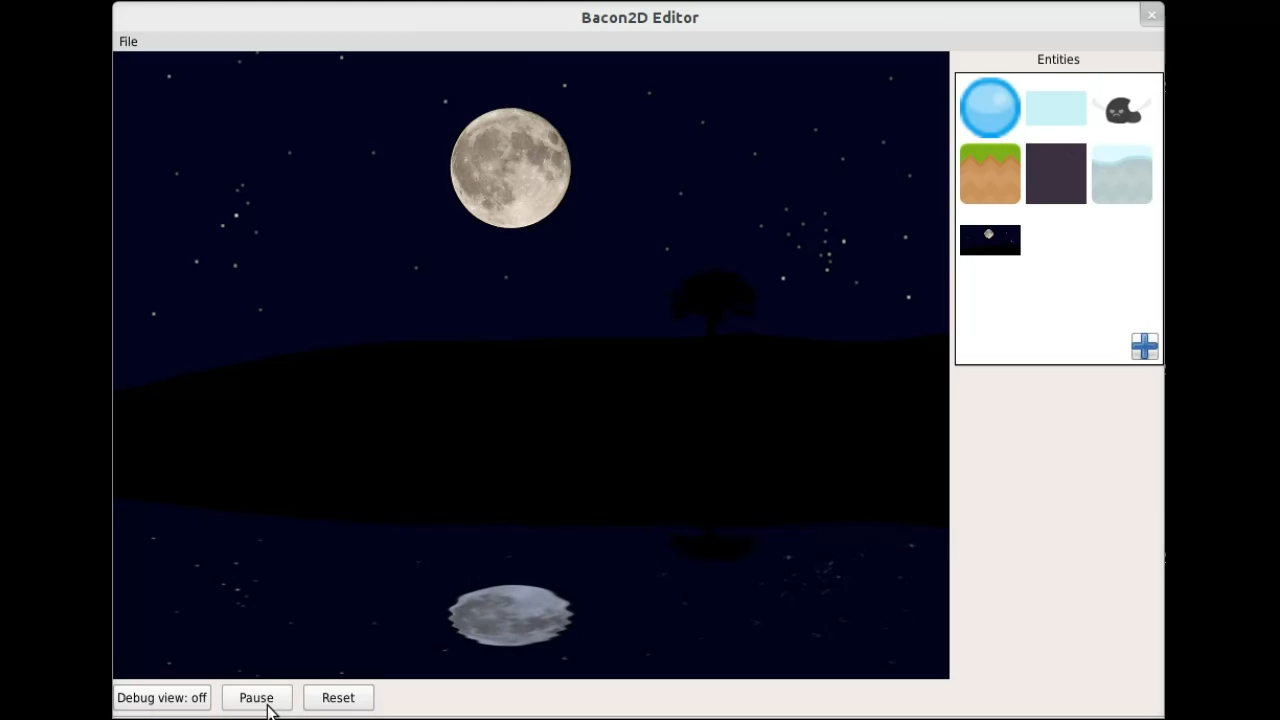 Bacon2D Editor
File
Entities
Debug view: off
Pause
Reset